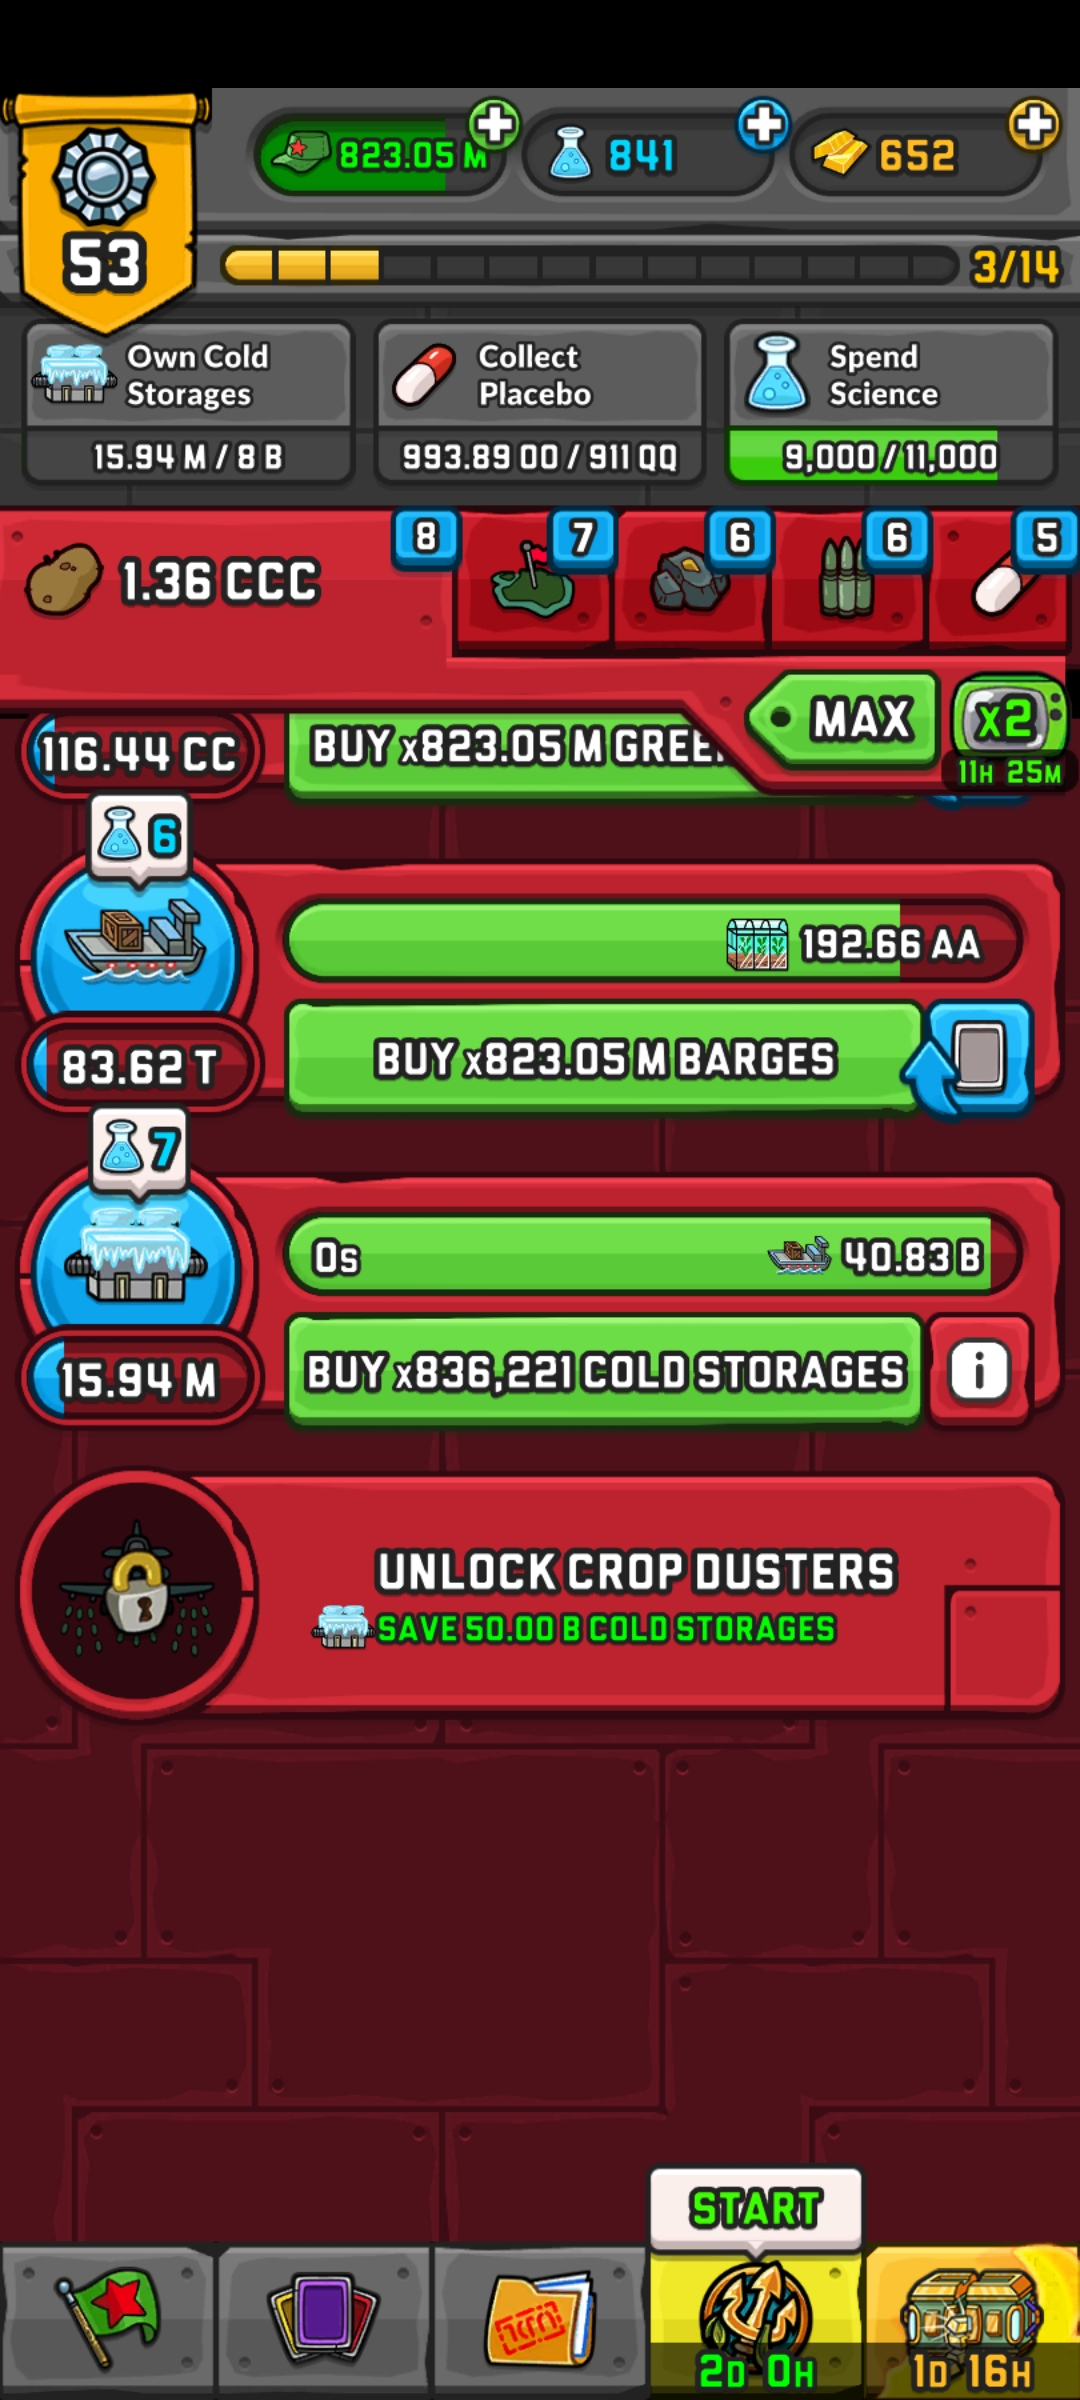 823.05 M
841
652
53
3/14
Own Cold
Storages
15.94 M / 8 B
Collect
Placebo
993.89 OO / 911 QQ
Spend
Science
9,000 / 11,000
1.36 CCC
8
7
6
6
5
MAX
x2
11H 25M
116.44 CC
BUY x823.05 M GREE..
6
192.66 AA
83.62 T
BUY x823.05 M BARGES
7
0s
40.83 B
15.94 M
BUY x836,221 COLD STORAGES
i
UNLOCK CROP DUSTERS
SAVE 50.00 B COLD STORAGES
START
2D 0H
1D 16H